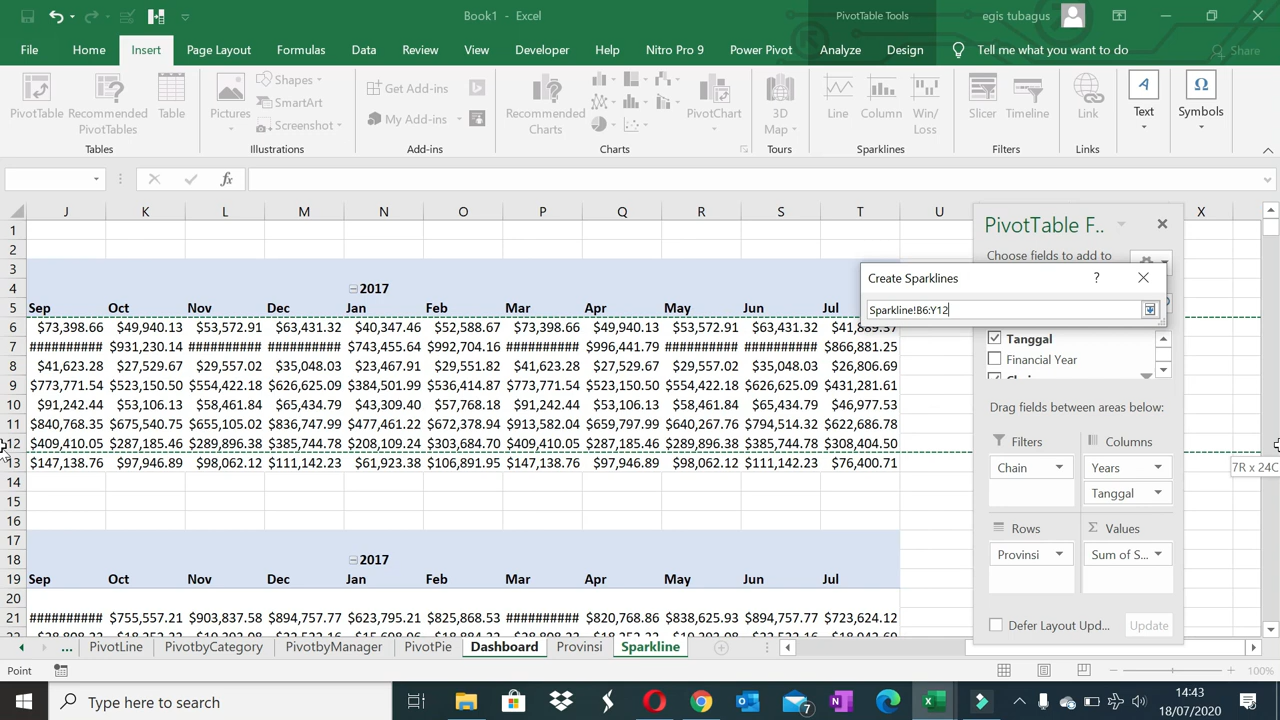 Book1 - Excel
PivotTable Tools
egis tubagus
File Home Insert Page Layout Formulas Data Review View Developer Help Nitro Pro 9 Power Pivot Analyze Design Tell me what you want to do Share
PivotTable Recommended PivotTables Table Pictures Shapes SmartArt Screenshot Get Add-ins My Add-ins Recommended Charts PivotChart 3D Map Line Column Win/Loss Slicer Timeline Link Text Symbols
Tables Illustrations Add-ins Charts Tours Sparklines Filters Links
fx
J K L M N O P Q R S T U X
1
2
3
4 2017
5 Sep Oct Nov Dec Jan Feb Mar Apr May Jun Jul
6 $73,398.66 $49,940.13 $53,572.91 $63,431.32 $40,347.46 $52,588.67 $73,398.66 $49,940.13 $53,572.91 $63,431.32 $41,889.37
7 ########## $931,230.14 ########## ########## $743,455.64 $992,704.16 ########## $996,441.79 ########## ########## $866,881.25
8 $41,623.28 $27,529.67 $29,557.02 $35,048.03 $23,467.91 $28,551.82 $41,623.28 $27,529.67 $29,557.02 $35,048.03 $26,806.69
9 $773,771.54 $523,150.50 $554,422.18 $626,625.09 $384,501.99 $536,414.87 $773,771.54 $523,150.50 $554,422.18 $626,625.09 $431,281.61
10 $91,242.44 $53,106.13 $58,461.84 $65,434.79 $43,309.40 $57,768.18 $91,242.44 $53,106.13 $58,461.84 $65,434.79 $46,977.53
11 $840,768.35 $675,540.75 $655,105.02 $836,747.99 $477,461.22 $672,378.94 $913,582.04 $659,797.99 $640,267.76 $794,514.32 $622,686.78
12 $409,410.05 $287,185.46 $289,896.38 $385,744.78 $208,109.24 $303,684.70 $409,410.05 $287,185.46 $289,896.38 $385,744.78 $308,404.50
13 $147,138.76 $97,946.89 $98,062.12 $111,142.23 $61,923.38 $106,891.95 $147,138.76 $97,946.89 $98,062.12 $111,142.23 $76,400.71
14
15
16
17
18 2017
19 Sep Oct Nov Dec Jan Feb Mar Apr May Jun Jul
20
21 ########## $755,557.21 $903,837.58 $894,757.77 $623,795.21 $825,868.53 ########## $820,768.86 $838,625.93 $894,757.77 $723,624.12
PivotTable F..
Choose fields to add to
Create Sparklines ?
Sparkline!B6:Y12
Tanggal
Financial Year
Drag fields between areas below:
Filters Columns
Chain Years
Tanggal
Rows Values
Provinsi Sum of S...
Defer Layout Upd... Update
7R x 24C
... PivotLine PivotbyCategory PivotbyManager PivotPie Dashboard Provinsi Sparkline
Point 100%
Type here to search
7
14:43
18/07/2020